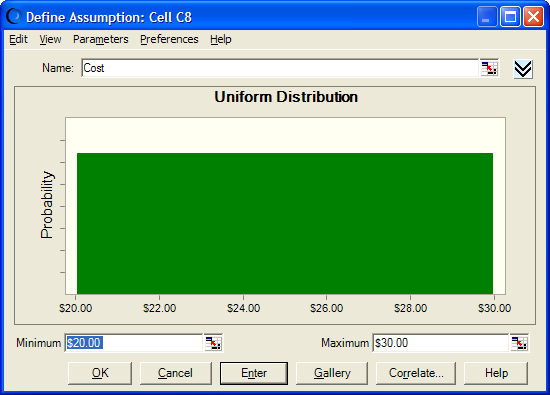 Define Assumption: Cell C8
Edit View Parameters Preferences Help
Name: Cost
Uniform Distribution
Probability
$20.00 $22.00 $24.00 $26.00 $28.00 $30.00
Minimum $20.00 Maximum $30.00
OK Cancel Enter Gallery Correlate... Help